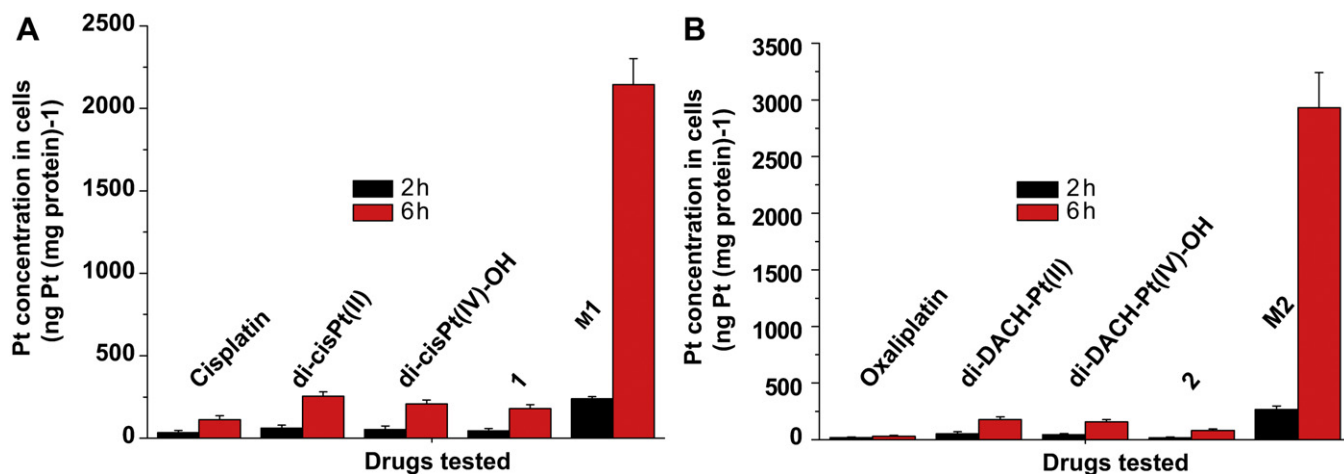 A
Pt concentration in cells
(ng Pt (mg protein)-1
2500
2000
1500
1000
500
0
2h
6h
Cisplatin
di-cisPt(II)
di-cisPt(IV)-OH
1
M1
Drugs tested
B
Pt concentration in cells
(ng Pt (mg protein)-1
3500
3000
2500
2000
1500
1000
500
0
2h
6h
Oxaliplatin
di-DACH-Pt(II)
di-DACH-Pt(IV)-OH
2
M2
Drugs tested